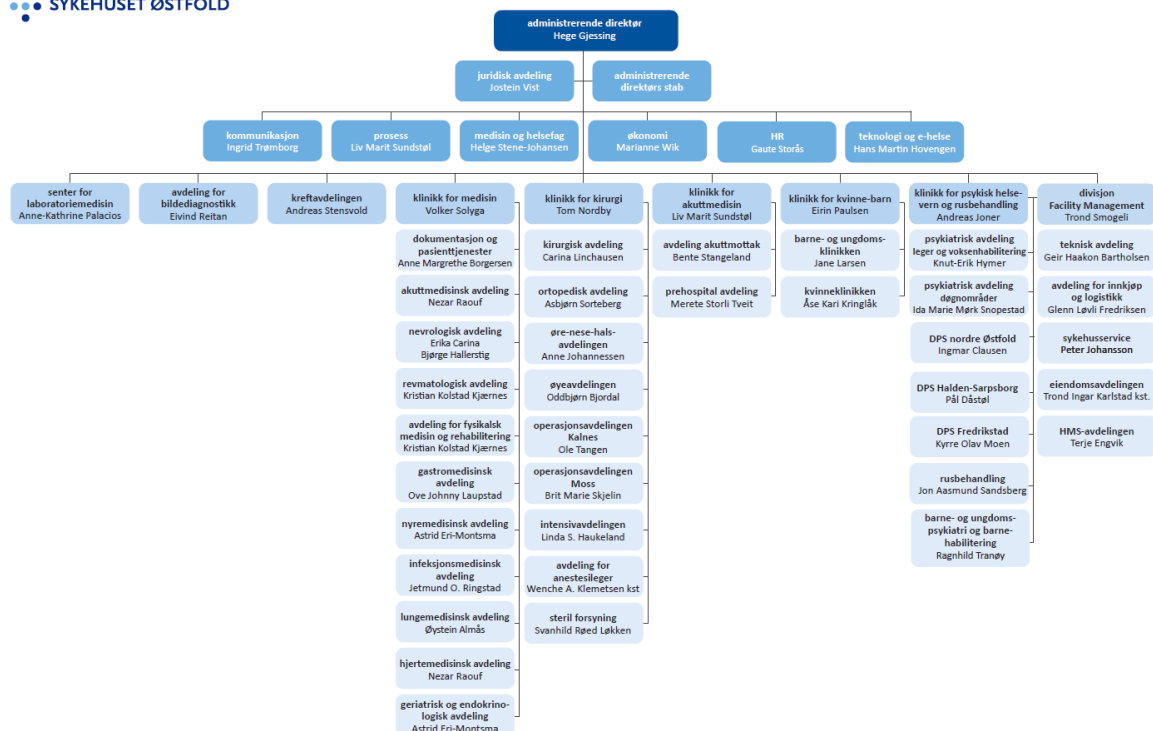 SYKEHUSET ØSTFOLD
administrerende direktør
Hege Gjessing
juridisk avdeling
Jostein Vist
administrerende
direktørs stab
kommunikasjon
Ingrid Trømborg
prosess
Liv Marit Sundstøl
medisin og helsefag
Helge Stene-Johansen
økonomi
Marianne Wik
HR
Gaute Storås
teknologi og e-helse
Hans Martin Hovengen
senter for
laboratoriemedisin
Anne-Kathrine Palacios
avdeling for
bildediagnostikk
Eivind Reitan
kreftavdelingen
Andreas Stensvold
klinikk for medisin
Volker Solyga
dokumentasjon og
pasienttjenester
Anne Margrethe Borgersen
akuttmedisinsk avdeling
Nezar Raouf
nevrologisk avdeling
Erika Carina
Bjørge Hallerstig
revmatologisk avdeling
Kristian Kolstad Kjærnes
avdeling for fysikalsk
medisin og rehabilitering
Kristian Kolstad Kjærnes
gastromedisinsk
avdeling
Ove Johnny Laupstad
nyremedisinsk avdeling
Astrid Eri-Montsma
infeksjonsmedisinsk
avdeling
Jetmund O. Ringstad
lungemedisinsk avdeling
Øystein Almås
hjertemedisinsk avdeling
Nezar Raouf
geriatrisk og endokrino-
logisk avdeling
Astrid Eri-Montsma
klinikk for kirurgi
Tom Nordby
kirurgisk avdeling
Carina Linchausen
ortopedisk avdeling
Asbjørn Sorteberg
øre-nese-hals-
avdelingen
Anne Johannessen
øyeavdelingen
Oddbjørn Bjordal
operasjonsavdelingen
Kalnes
Ole Tangen
operasjonsavdelingen
Moss
Brit Marie Skjelin
intensivavdelingen
Linda S. Haukeland
avdeling for
anestesileger
Wenche A. Klemetsen kst
steril forsyning
Svanhild Røed Løkken
klinikk for
akuttmedisin
Liv Marit Sundstøl
avdeling akuttmottak
Bente Stangeland
prehospital avdeling
Merete Storli Tveit
klinikk for kvinne-barn
Eirin Paulsen
barne- og ungdoms-
klinikken
Jane Larsen
kvinneklinikken
Åse Kari Kringlåk
klinikk for psykisk helse-
vern og rusbehandling
Andreas Joner
psykiatrisk avdeling
leger og voksenhabilitering
Knut-Erik Hymer
psykiatrisk avdeling
døgnområder
Ida Marie Mørk Snopestad
DPS nordre Østfold
Ingmar Clausen
DPS Halden-Sarpsborg
Pål Dåstøl
DPS Fredrikstad
Kyrre Olav Moen
rusbehandling
Jon Aasmund Sandsberg
barne- og ungdoms-
psykiatri og barne-
habilitering
Ragnhild Tranøy
divisjon
Facility Management
Trond Smogeli
teknisk avdeling
Geir Haakon Bartholsen
avdeling for innkjøp
og logistikk
Glenn Løvli Fredriksen
sykehusservice
Peter Johansson
eiendomsavdelingen
Trond Ingar Karlstad kst.
HMS-avdelingen
Terje Engvik